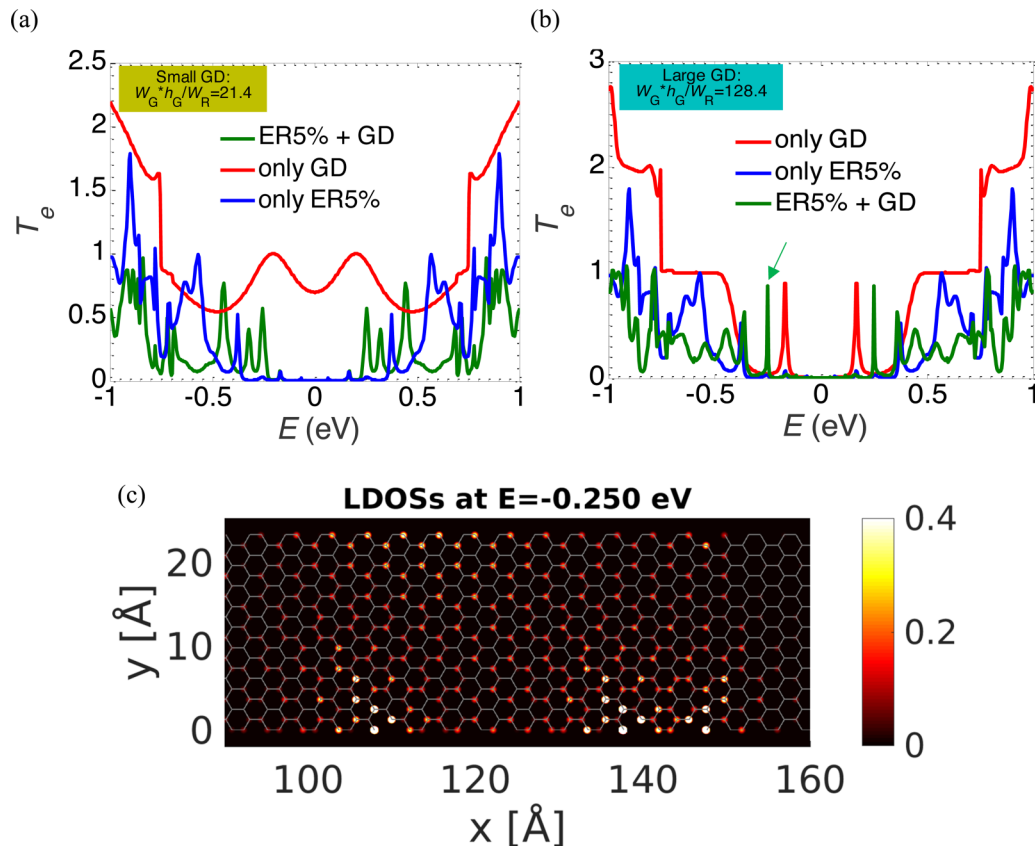 (a)
(b)
Small GD:
W_G*h_G/W_R=21.4
ER5% + GD
only GD
only ER5%
T_e
2.5
2
1.5
1
0.5
0
-1
-0.5
0
0.5
1
E (eV)
Large GD:
W_G*h_G/W_R=128.4
only GD
only ER5%
ER5% + GD
T_e
3
2
1
0
-1
-0.5
0
0.5
1
E (eV)
(c)
LDOSs at E=-0.250 eV
y [Å]
20
10
0
100
120
140
160
x [Å]
0.4
0.2
0